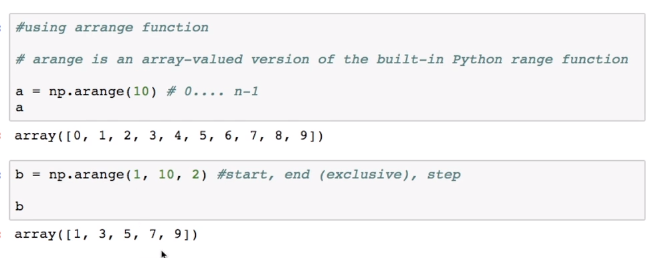 #using arrange function
# arange is an array-valued version of the built-in Python range function
a = np.arange(10) # 0.... n-1
a
array([0, 1, 2, 3, 4, 5, 6, 7, 8, 9])
b = np.arange(1, 10, 2) #start, end (exclusive), step
b
array([1, 3, 5, 7, 9])